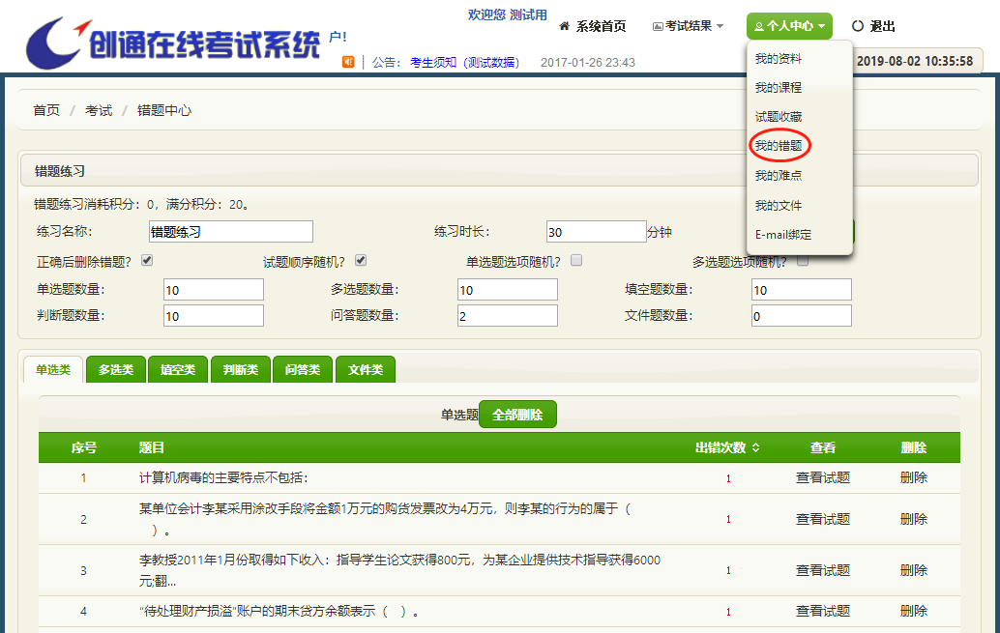 欢迎您 测试用
户!
创通在线考试系统
系统首页
考试结果
个人中心
退出
公告: 考生须知（测试数据） 2017-01-26 23:43
2019-08-02 10:35:58
我的资料
我的课程
试题收藏
我的错题
我的难点
我的文件
E-mail绑定
首页 / 考试 / 错题中心
错题练习
错题练习消耗积分：0，满分积分：20。
练习名称: 错题练习 练习时长: 30 分钟
正确后删除错题? 试题顺序随机? 单选题选项随机? 多选题选项随机?
单选题数量: 10 多选题数量: 10 填空题数量: 10
判断题数量: 10 问答题数量: 2 文件题数量: 0
单选类 多选类 填空类 判断类 问答类 文件类
单选题 全部删除
序号 题目 出错次数 查看 删除
1 计算机病毒的主要特点不包括: 1 查看试题 删除
2 某单位会计李某采用涂改手段将金额1万元的购货发票改为4万元，则李某的行为的属于（
）。 1 查看试题 删除
3 李教授2011年1月份取得如下收入：指导学生论文获得800元，为某企业提供技术指导获得6000
元;翻... 1 查看试题 删除
4 “待处理财产损溢”账户的期末贷方余额表示（ ）。 1 查看试题 删除